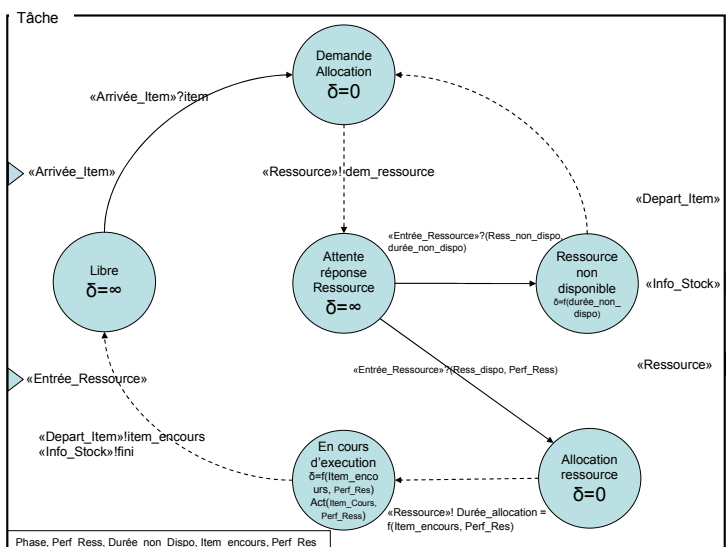 Tâche
Demande
Allocation
δ=0
«Arrivée_Item»?item
«Arrivée_Item»
«Ressource»! dem_ressource
«Depart_Item»
«Entrée_Ressource»?(Ress_non_dispo,
durée_non_dispo)
Libre
δ=∞
Attente
réponse
Ressource
δ=∞
Ressource
non
disponible
δ=f(durée_non_
dispo)
«Info_Stock»
«Entrée_Ressource»
«Entrée_Ressource»?(Ress_dispo, Perf_Ress)
«Ressource»
«Depart_Item»!item_encours
«Info_Stock»!fini
En cours
d'execution
δ=f(Item_enco
urs, Perf_Res)
Act(Item_Cours,
Perf_Ress)
Allocation
ressource
δ=0
«Ressource»! Durée_allocation =
f(Item_encours, Perf_Res)
Phase, Perf_Ress, Durée_non_Dispo, Item_encours, Perf_Res